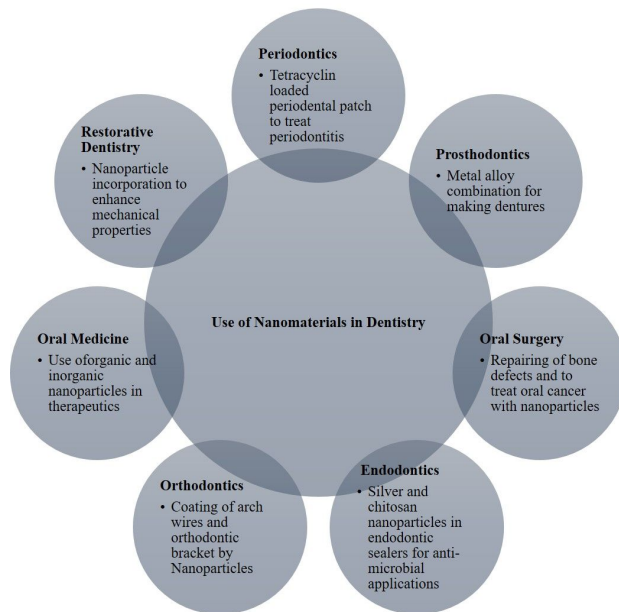 Periodontics
• Tetracyclin
loaded
periodental patch
to treat
periodontitis
Prosthodontics
• Metal alloy
combination for
making dentures
Oral Surgery
• Repairing of bone
defects and to
treat oral cancer
with nanoparticles
Endodontics
• Silver and
chitosan
nanoparticles in
endodontic
sealers for anti-
microbial
applications
Orthodontics
• Coating of arch
wires and
orthodontic
bracket by
Nanoparticles
Oral Medicine
• Use oforganic and
inorganic
nanoparticles in
therapeutics
Restorative
Dentistry
• Nanoparticle
incorporation to
enhance
mechanical
properties
Use of Nanomaterials in Dentistry